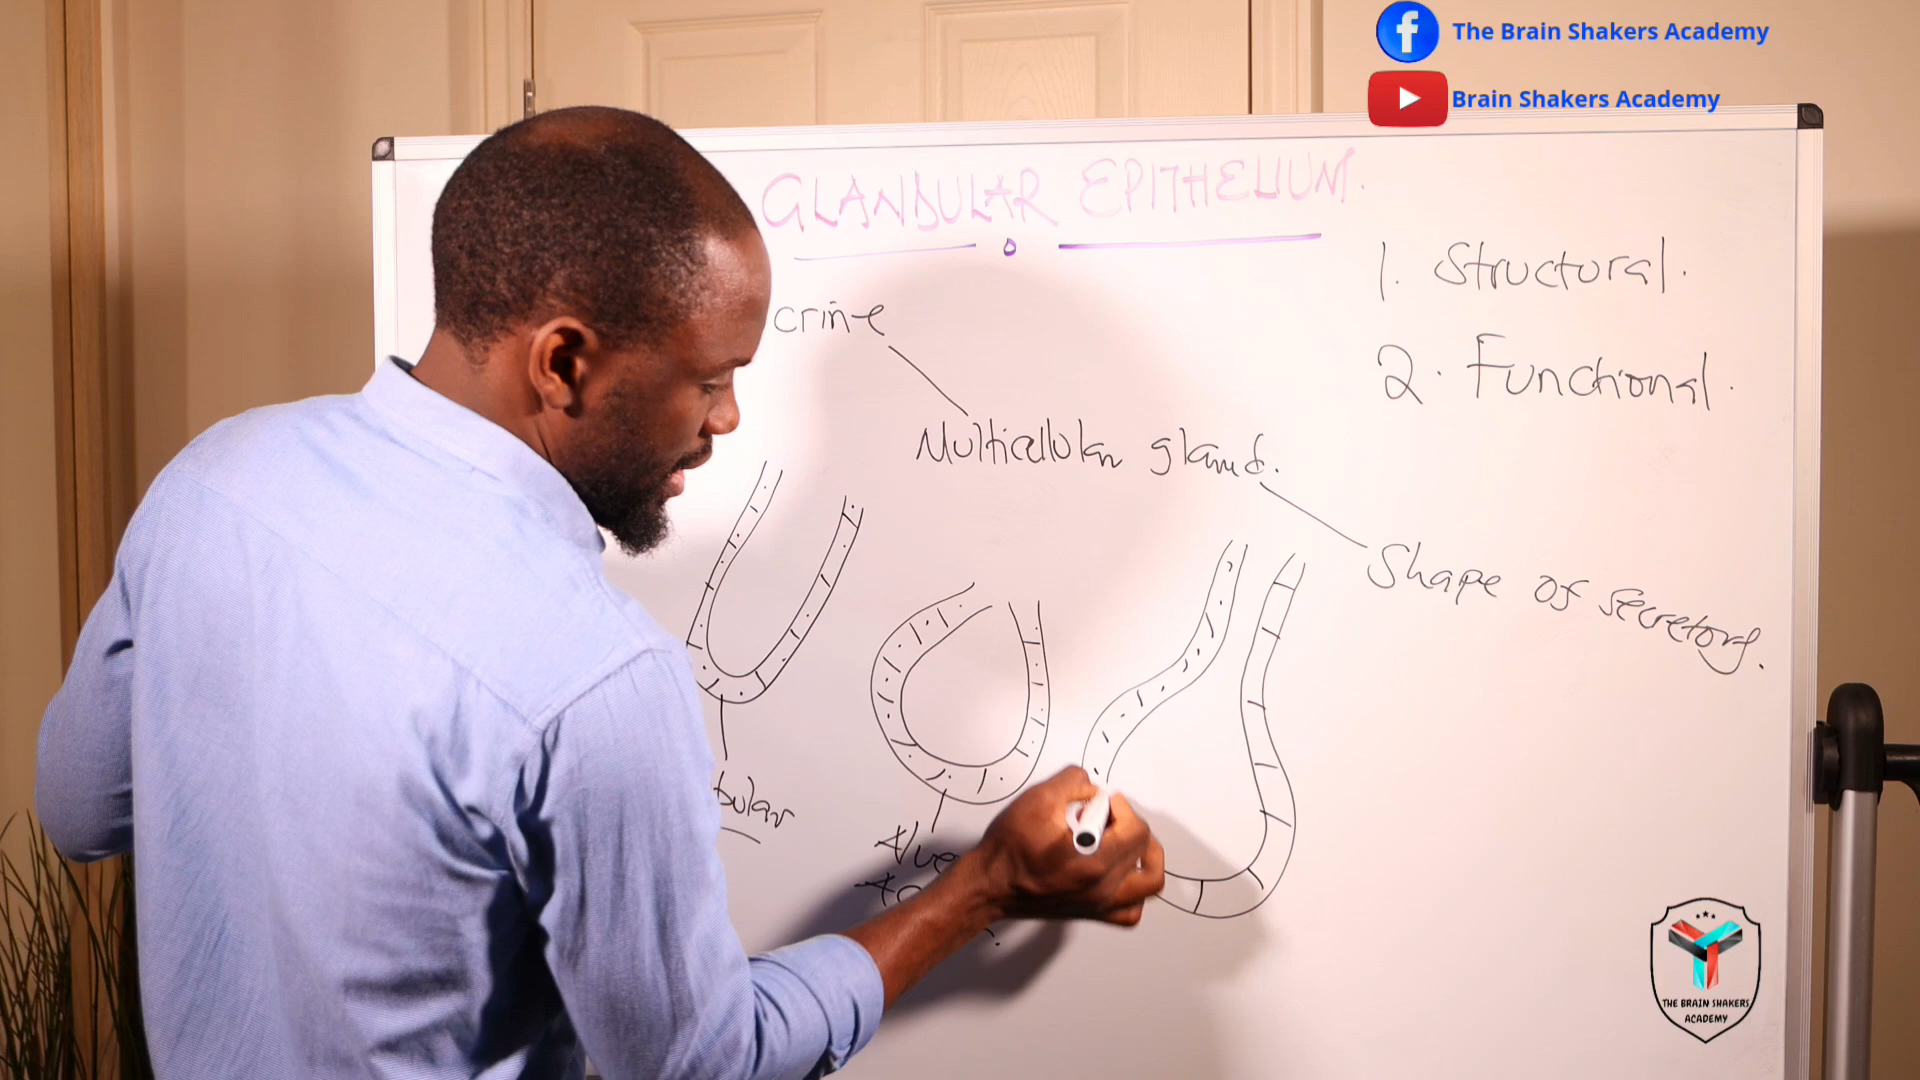 The Brain Shakers Academy
Brain Shakers Academy
GLANDULAR EPITHELIUM.
1. Structural.
2. Functional.
crine
Multicellular gland.
Shape of secretory.
bular
Alve
THE BRAIN SHAKERS
ACADEMY